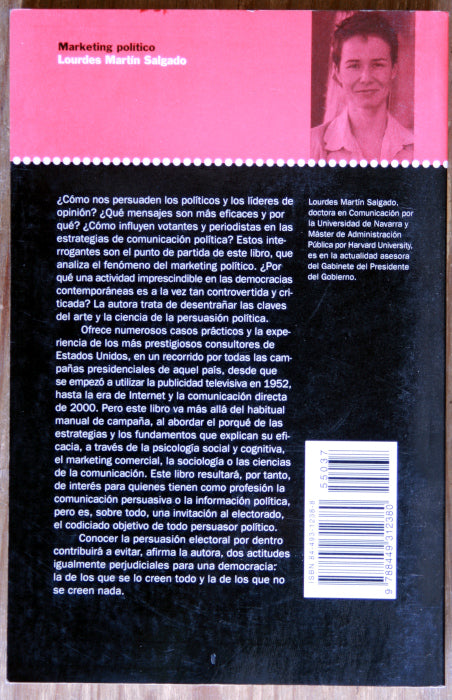 Marketing político
Lourdes Martín Salgado
¿Cómo nos persuaden los políticos y los líderes de
opinión? ¿Qué mensajes son más eficaces y por
qué? ¿Cómo influyen votantes y periodistas en las
estrategias de comunicación política? Estos inte-
rrogantes son el punto de partida de este libro, que
analiza el fenómeno del marketing político. ¿Por
qué una actividad imprescindible en las democracias
contemporáneas es a la vez tan controvertida y cri-
ticada? La autora trata de desentrañar las claves
del arte y la ciencia de la persuasión política.
Ofrece numerosos casos prácticos y la expe-
riencia de los más prestigiosos consultores de
Estados Unidos, en un recorrido por todas las cam-
pañas presidenciales de aquel país, desde que
se empezó a utilizar la publicidad televisiva en 1952,
hasta la era de Internet y la comunicación directa
de 2000. Pero este libro va más allá del habitual
manual de campaña, al abordar el porqué de las
estrategias y los fundamentos que explican su efi-
cacia, a través de la psicología social y cognitiva,
el marketing comercial, la sociología o las ciencias
de la comunicación. Este libro resultará, por tanto,
de interés para quienes tienen como profesión la
comunicación persuasiva o la información política,
pero es, sobre todo, una invitación al electorado,
el codiciado objetivo de todo persuasor político.
Conocer la persuasión electoral por dentro
contribuirá a evitar, afirma la autora, dos actitudes
igualmente perjudiciales para una democracia:
la de los que se lo creen todo y la de los que no
se creen nada.
Lourdes Martín Salgado,
doctora en Comunicación por
la Universidad de Navarra y
Máster de Administración
Pública por Harvard University,
es en la actualidad asesora
del Gabinete del Presidente
del Gobierno.
55037
ISBN 84-493-1238-8
9 788449 312380